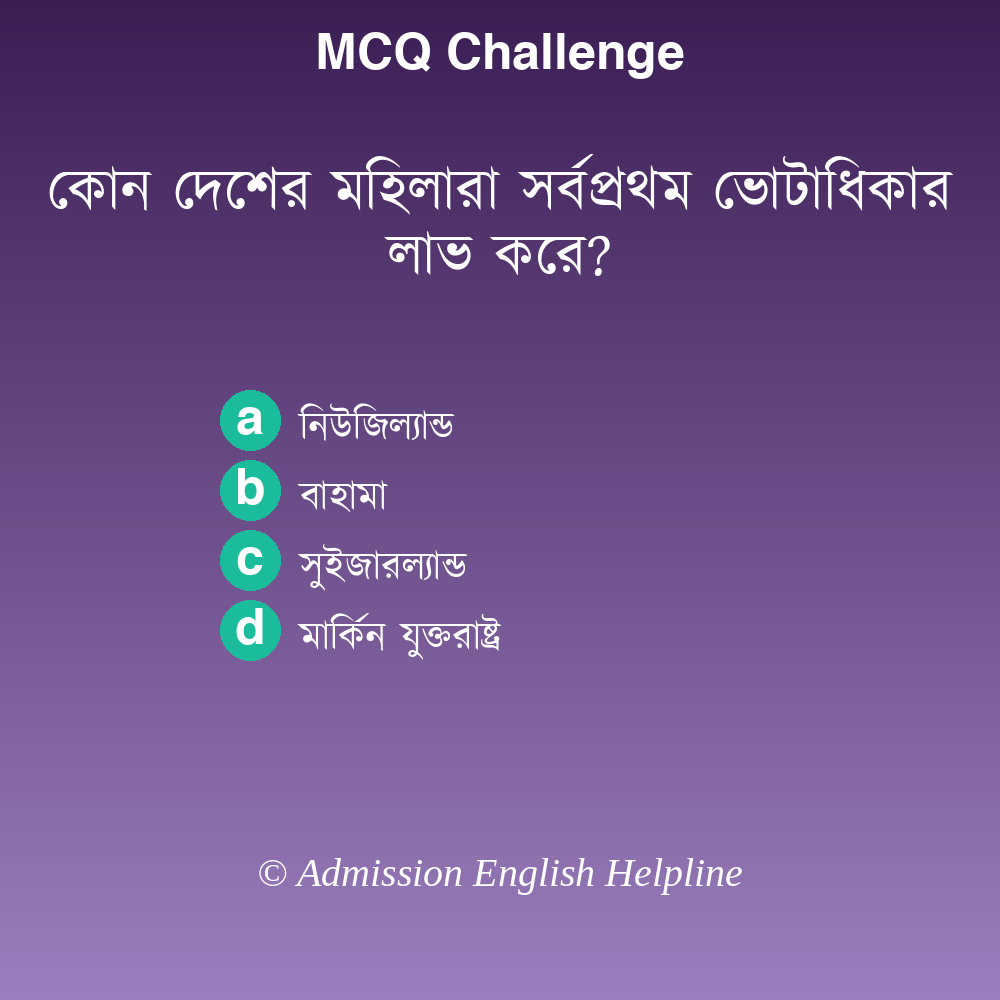 MCQ Challenge
কোন দেশের মহিলারা সর্বপ্রথম ভোটাধিকার
লাভ করে?
a নিউজিল্যান্ড
b বাহামা
c সুইজারল্যান্ড
d মার্কিন যুক্তরাষ্ট্র
© Admission English Helpline